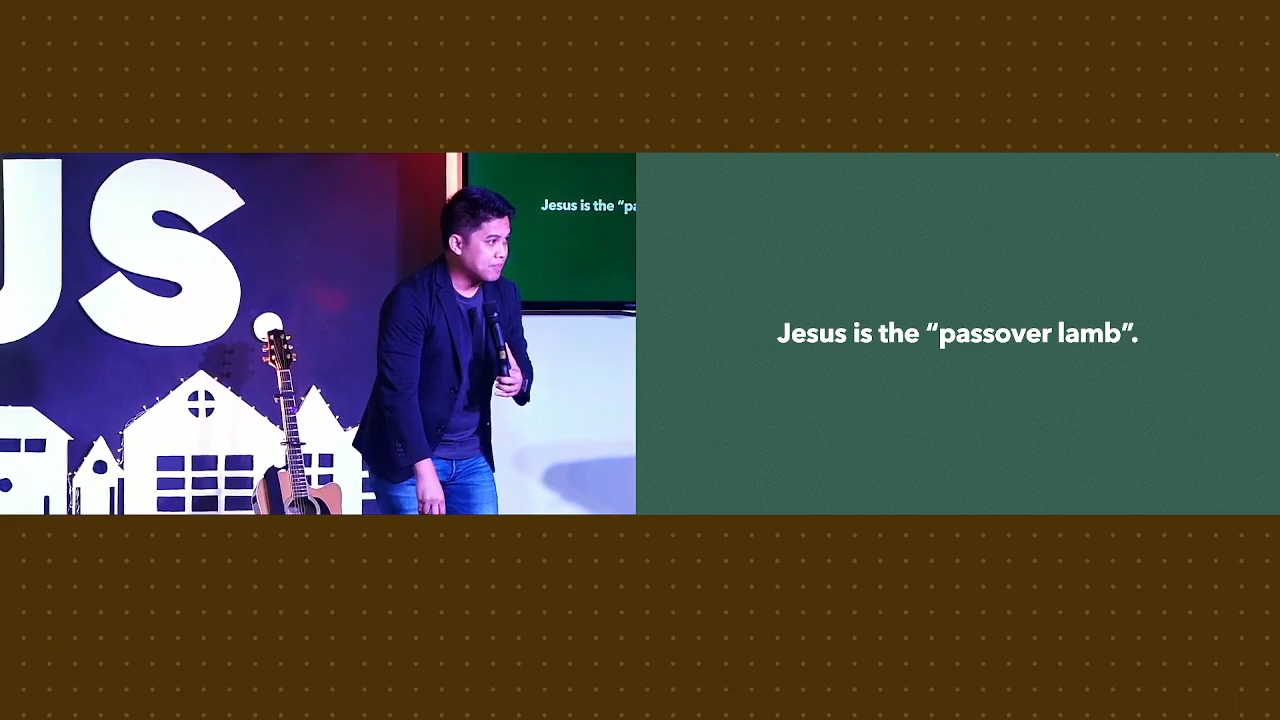 US.
Jesus is the “pa
Jesus is the “passover lamb”.